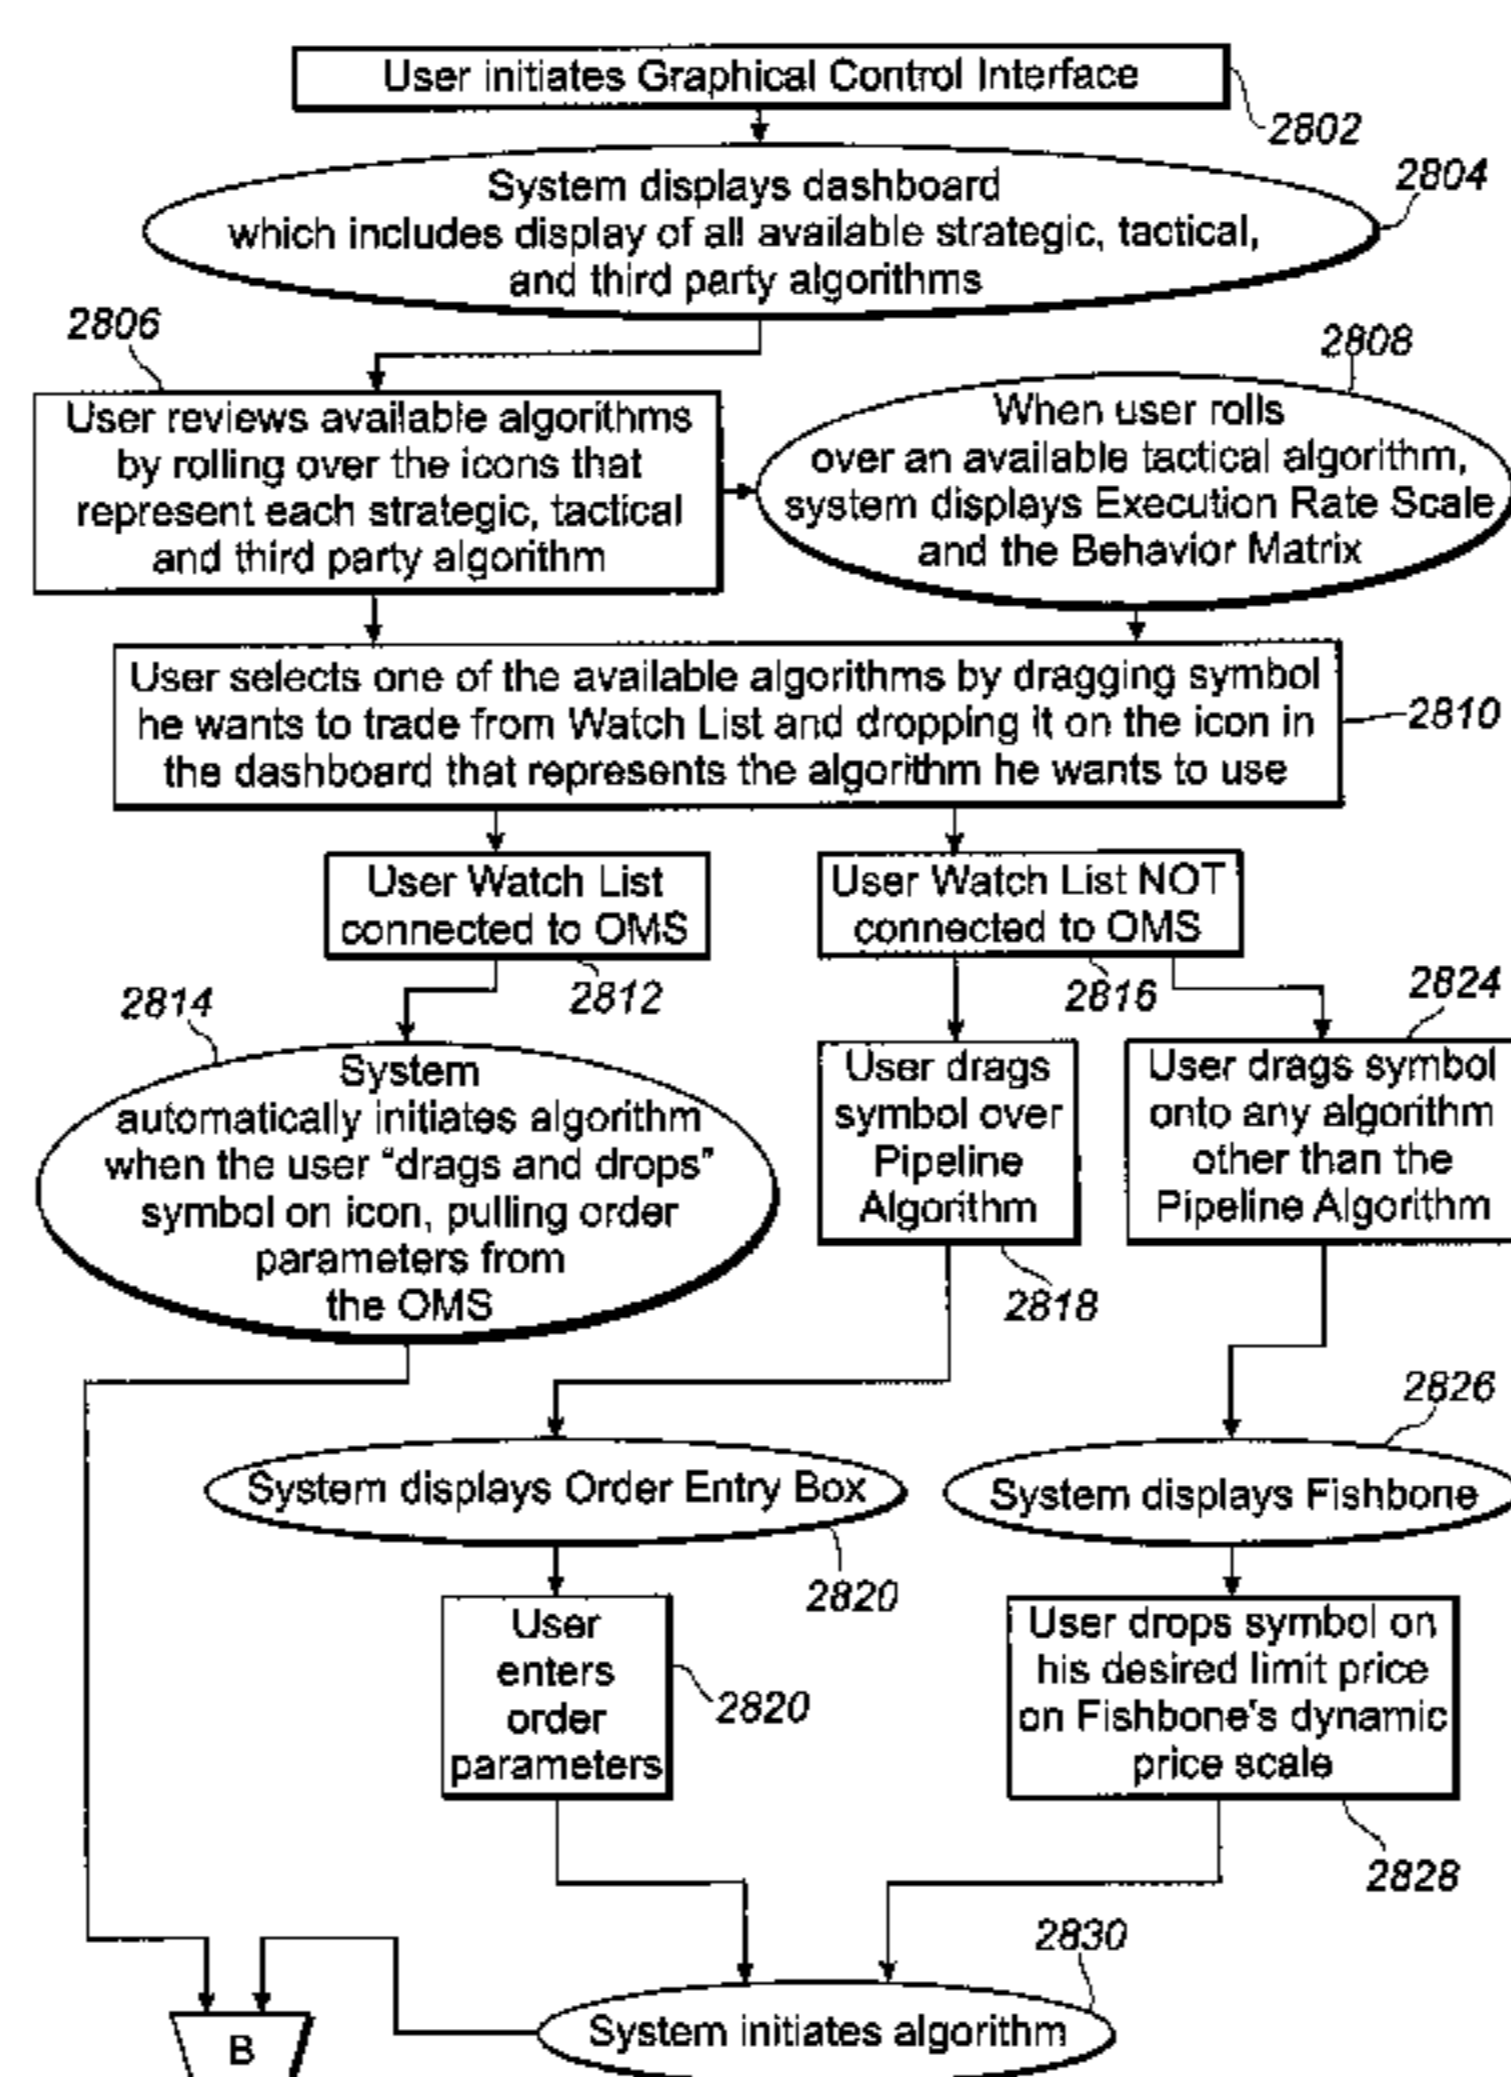 User initiates Graphical Control Interface
2802
System displays dashboard
which includes display of all available strategic, tactical,
and third party algorithms
2804
2806
User reviews available algorithms
by rolling over the icons that
represent each strategic, tactical
and third party algorithm
2808
When user rolls
over an available tactical algorithm,
system displays Execution Rate Scale
and the Behavior Matrix
User selects one of the available algorithms by dragging symbol
he wants to trade from Watch List and dropping it on the icon in
the dashboard that represents the algorithm he wants to use
2810
User Watch List
connected to OMS
2812
User Watch List NOT
connected to OMS
2816
2814
System
automatically initiates algorithm
when the user "drags and drops"
symbol on icon, pulling order
parameters from
the OMS
User drags
symbol over
Pipeline
Algorithm
2818
2824
User drags symbol
onto any algorithm
other than the
Pipeline Algorithm
System displays Order Entry Box
2820
2826
System displays Fishbone
User
enters
order
parameters
2820
User drops symbol on
his desired limit price
on Fishbone's dynamic
price scale
2828
2830
System initiates algorithm
B